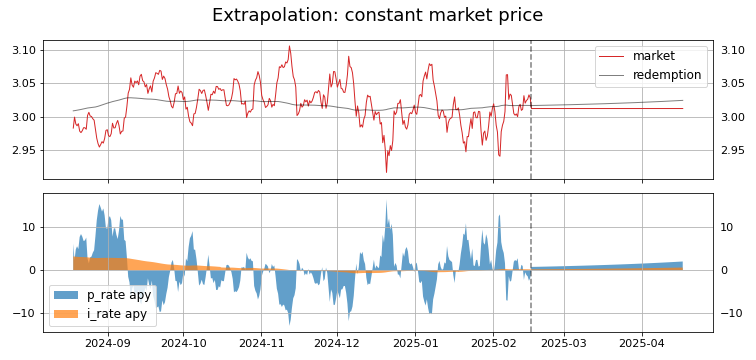 Extrapolation: constant market price
3.10
3.05
3.00
2.95
market
redemption
3.10
3.05
3.00
2.95
10
0
−10
p_rate apy
i_rate apy
10
0
−10
2024-09 2024-10 2024-11 2024-12 2025-01 2025-02 2025-03 2025-04